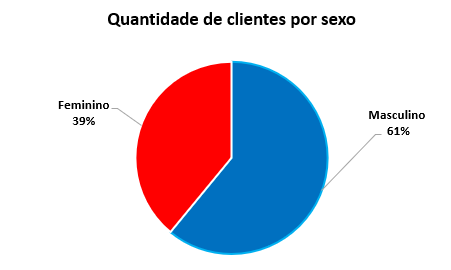 Quantidade de clientes por sexo
Feminino
39%
Masculino
61%